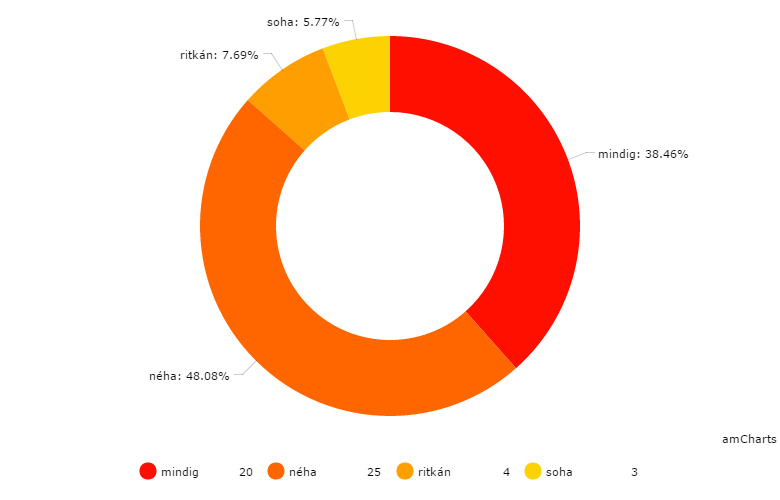 soha: 5.77%
ritkán: 7.69%
mindig: 38.46%
néha: 48.08%
amCharts
mindig 20 néha 25 ritkán 4 soha 3